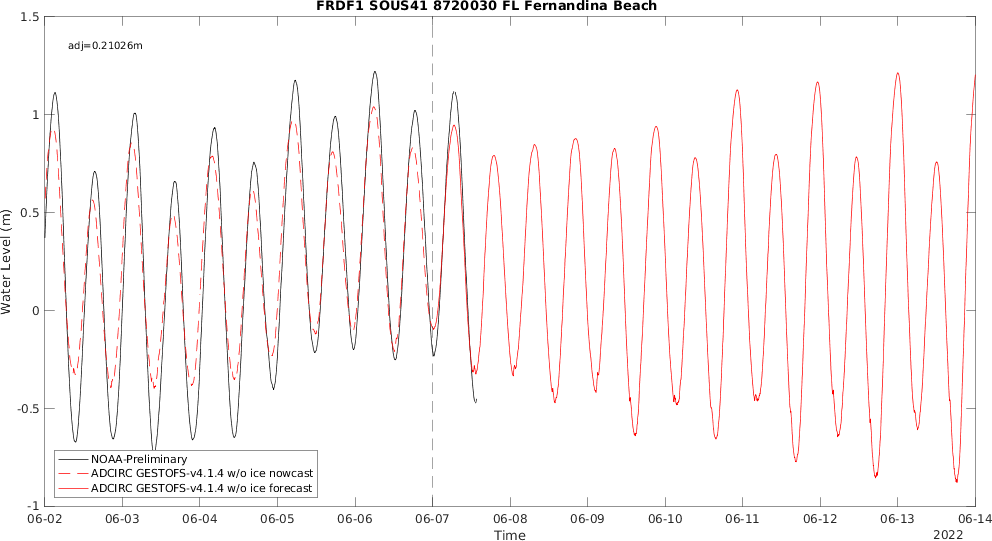 FRDF1 SOUS41 8720030 FL Fernandina Beach
1.5
adj=0.21026m
1
0.5
0
-0.5
-1
Water Level (m)
NOAA-Preliminary
ADCIRC GESTOFS-v4.1.4 w/o ice nowcast
ADCIRC GESTOFS-v4.1.4 w/o ice forecast
06-02 06-03 06-04 06-05 06-06 06-07 06-08 06-09 06-10 06-11 06-12 06-13 06-14
Time
2022